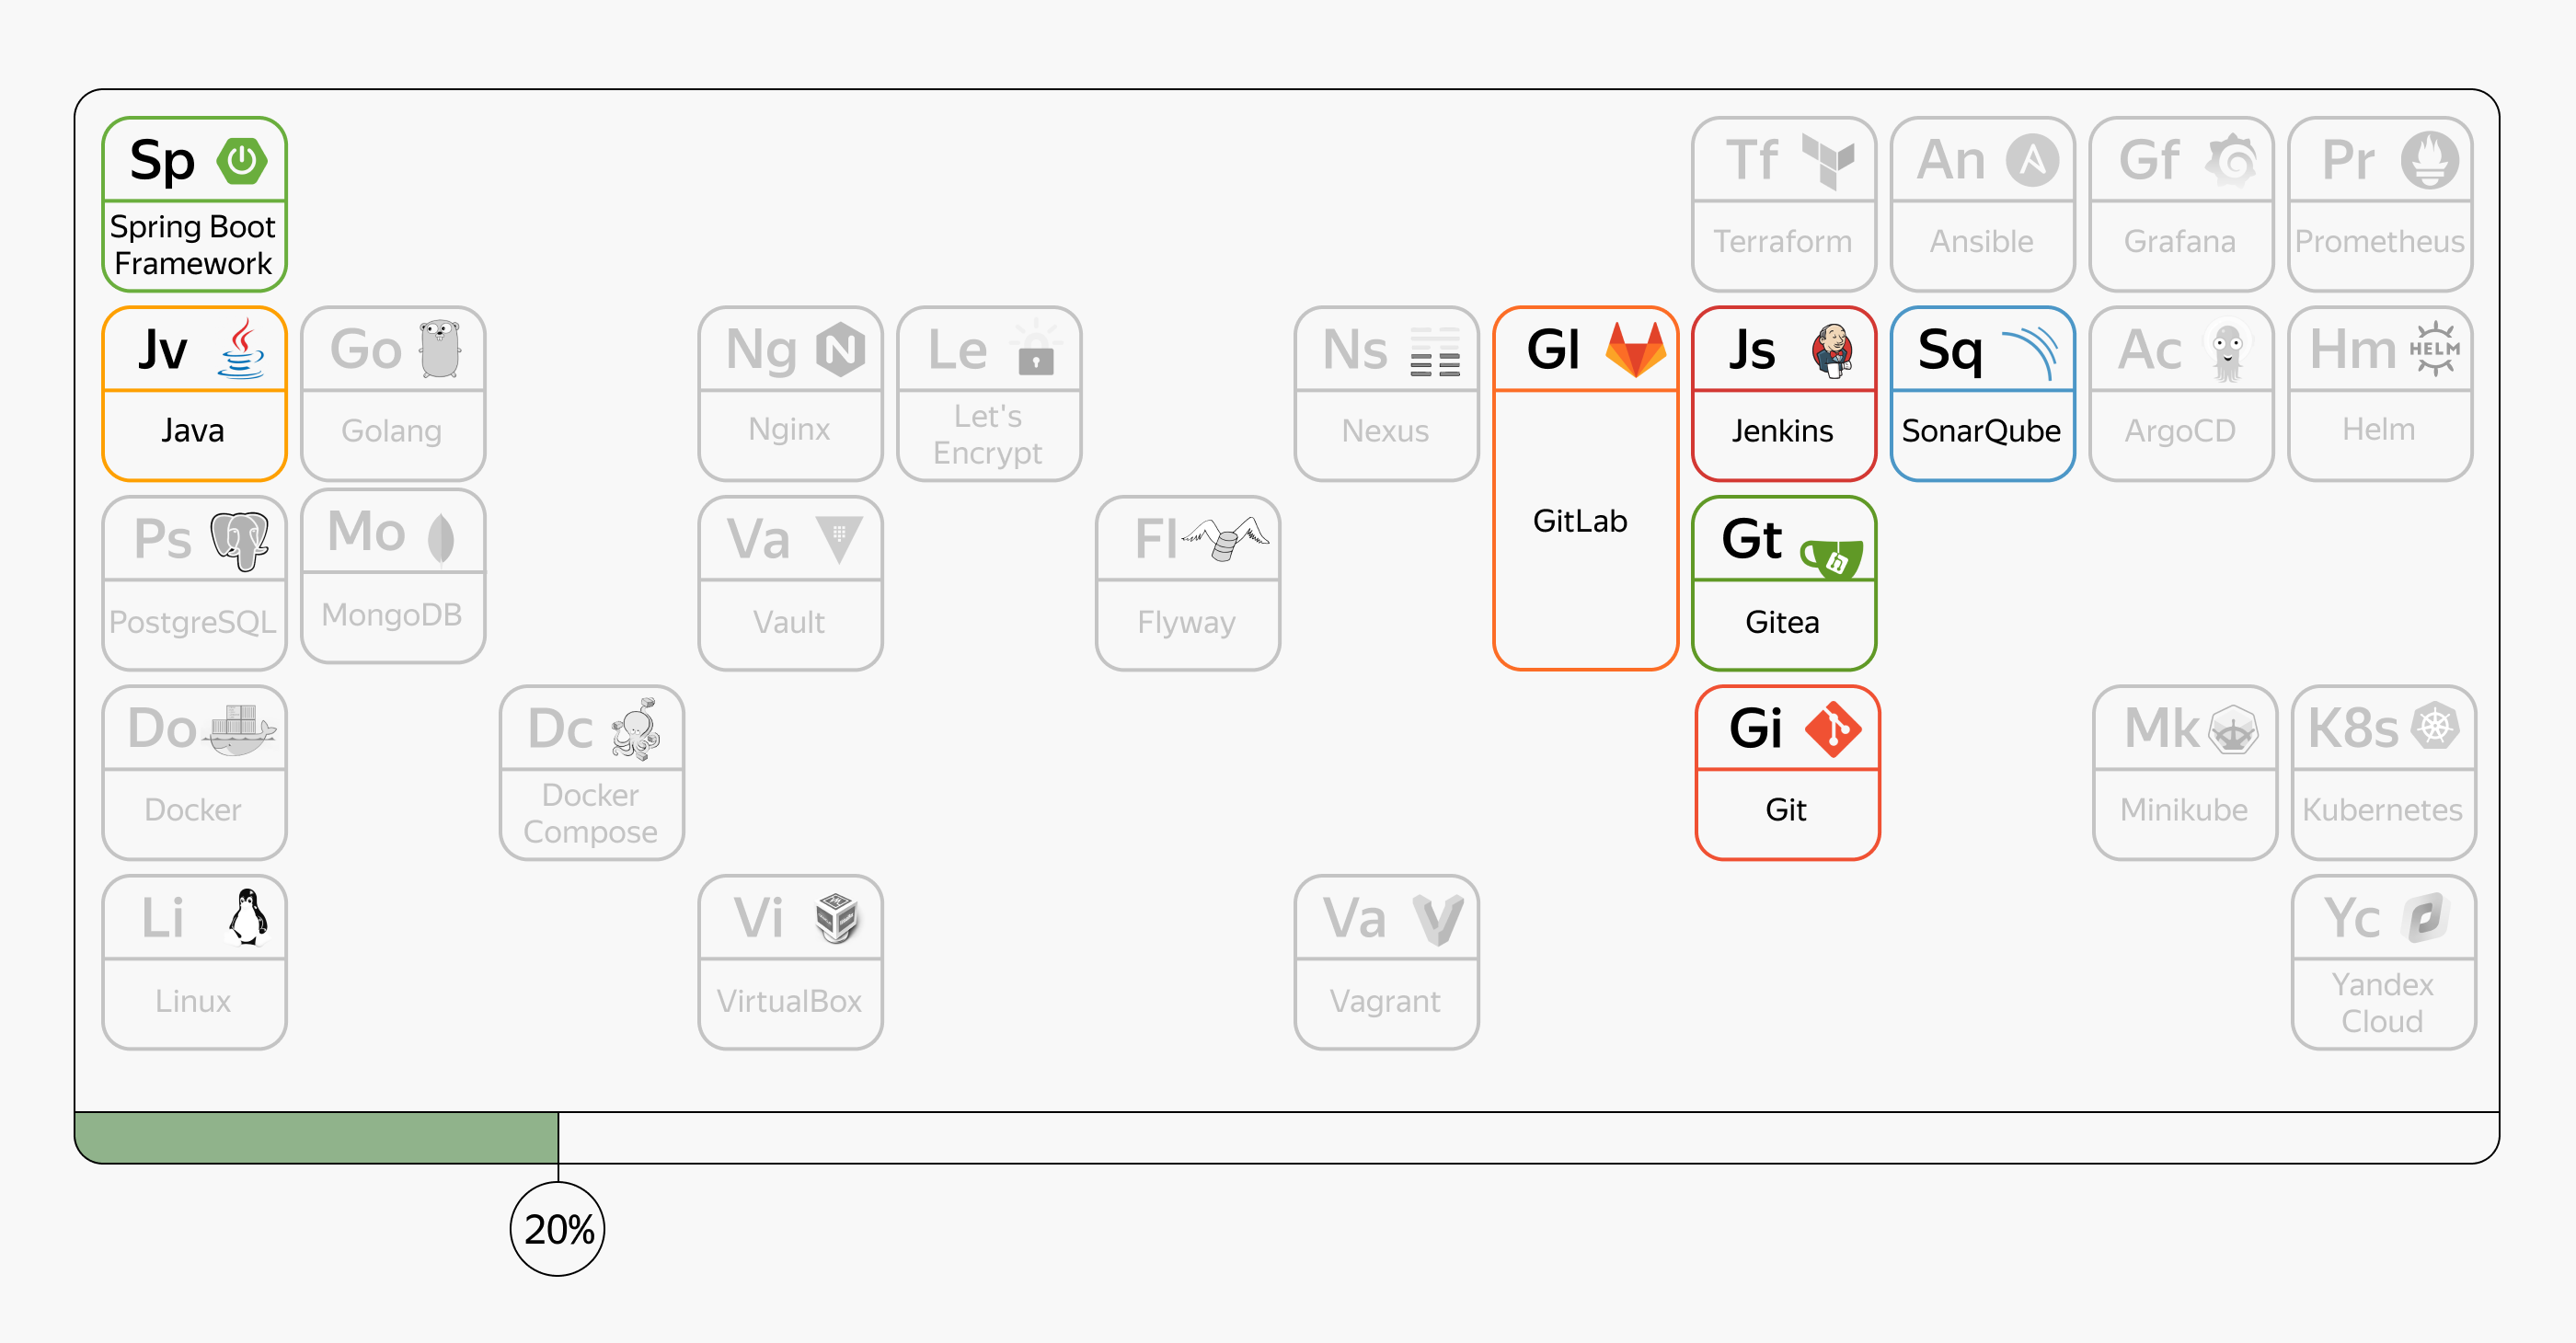 Sp
Spring Boot
Framework
Tf
Terraform
An
Ansible
Gf
Grafana
Pr
Prometheus
Jv
Java
Go
Golang
Ng
N
Nginx
Le
Let's
Encrypt
Ns
Nexus
Gl
GitLab
Js
Jenkins
Sq
SonarQube
Ac
ArgoCD
Hm
HELM
Helm
Ps
PostgreSQL
Mo
MongoDB
Va
Vault
Fl
Flyway
Gt
Gitea
Do
Docker
Dc
Docker
Compose
Gi
Git
Mk
Minikube
K8s
Kubernetes
Li
Linux
Vi
VirtualBox
Va
Vagrant
Yc
Yandex
Cloud
20%